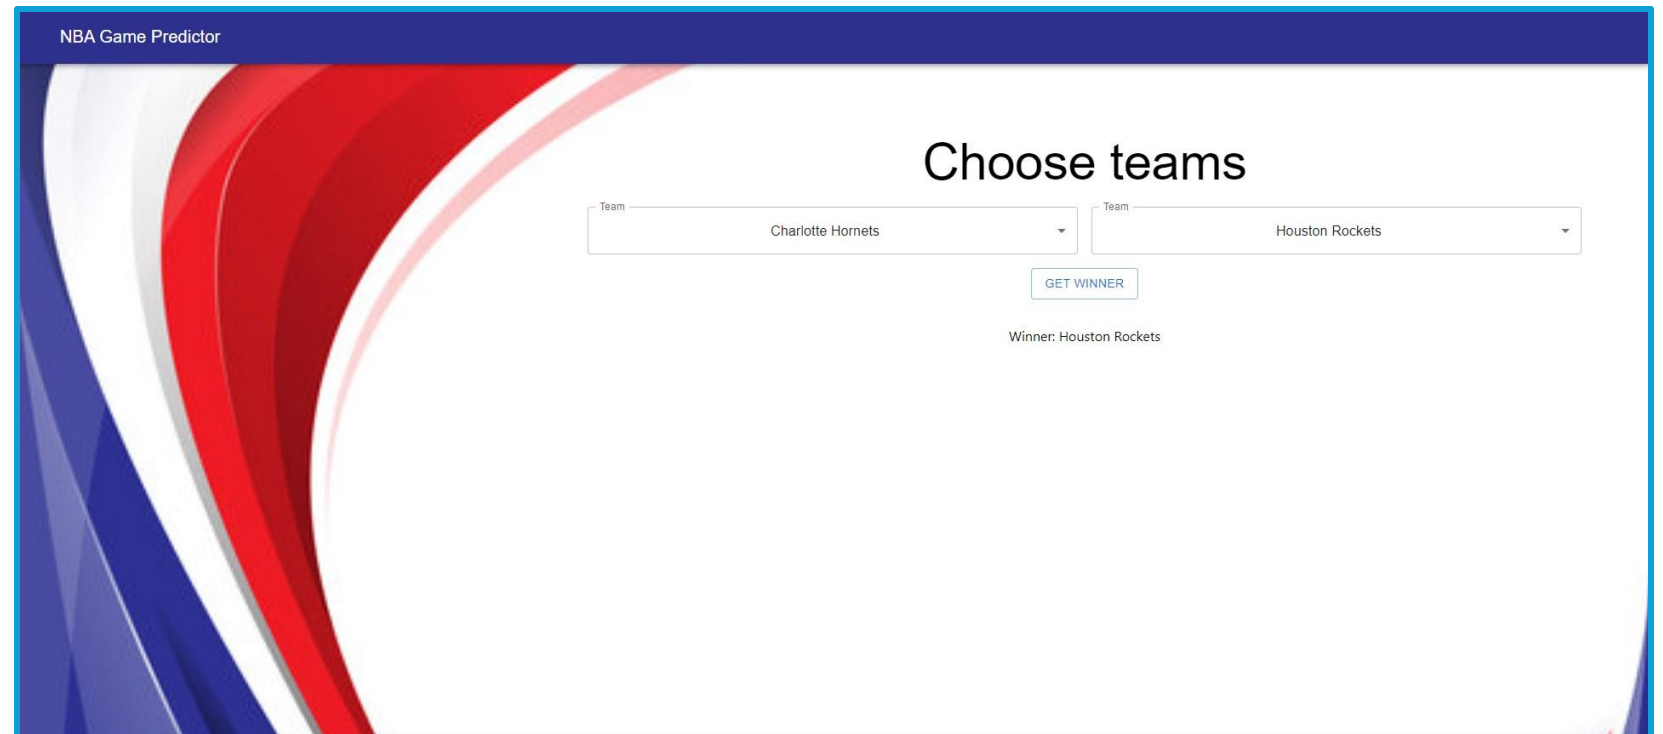 NBA Game Predictor
Choose teams
Team
Charlotte Hornets
Team
Houston Rockets
GET WINNER
Winner: Houston Rockets